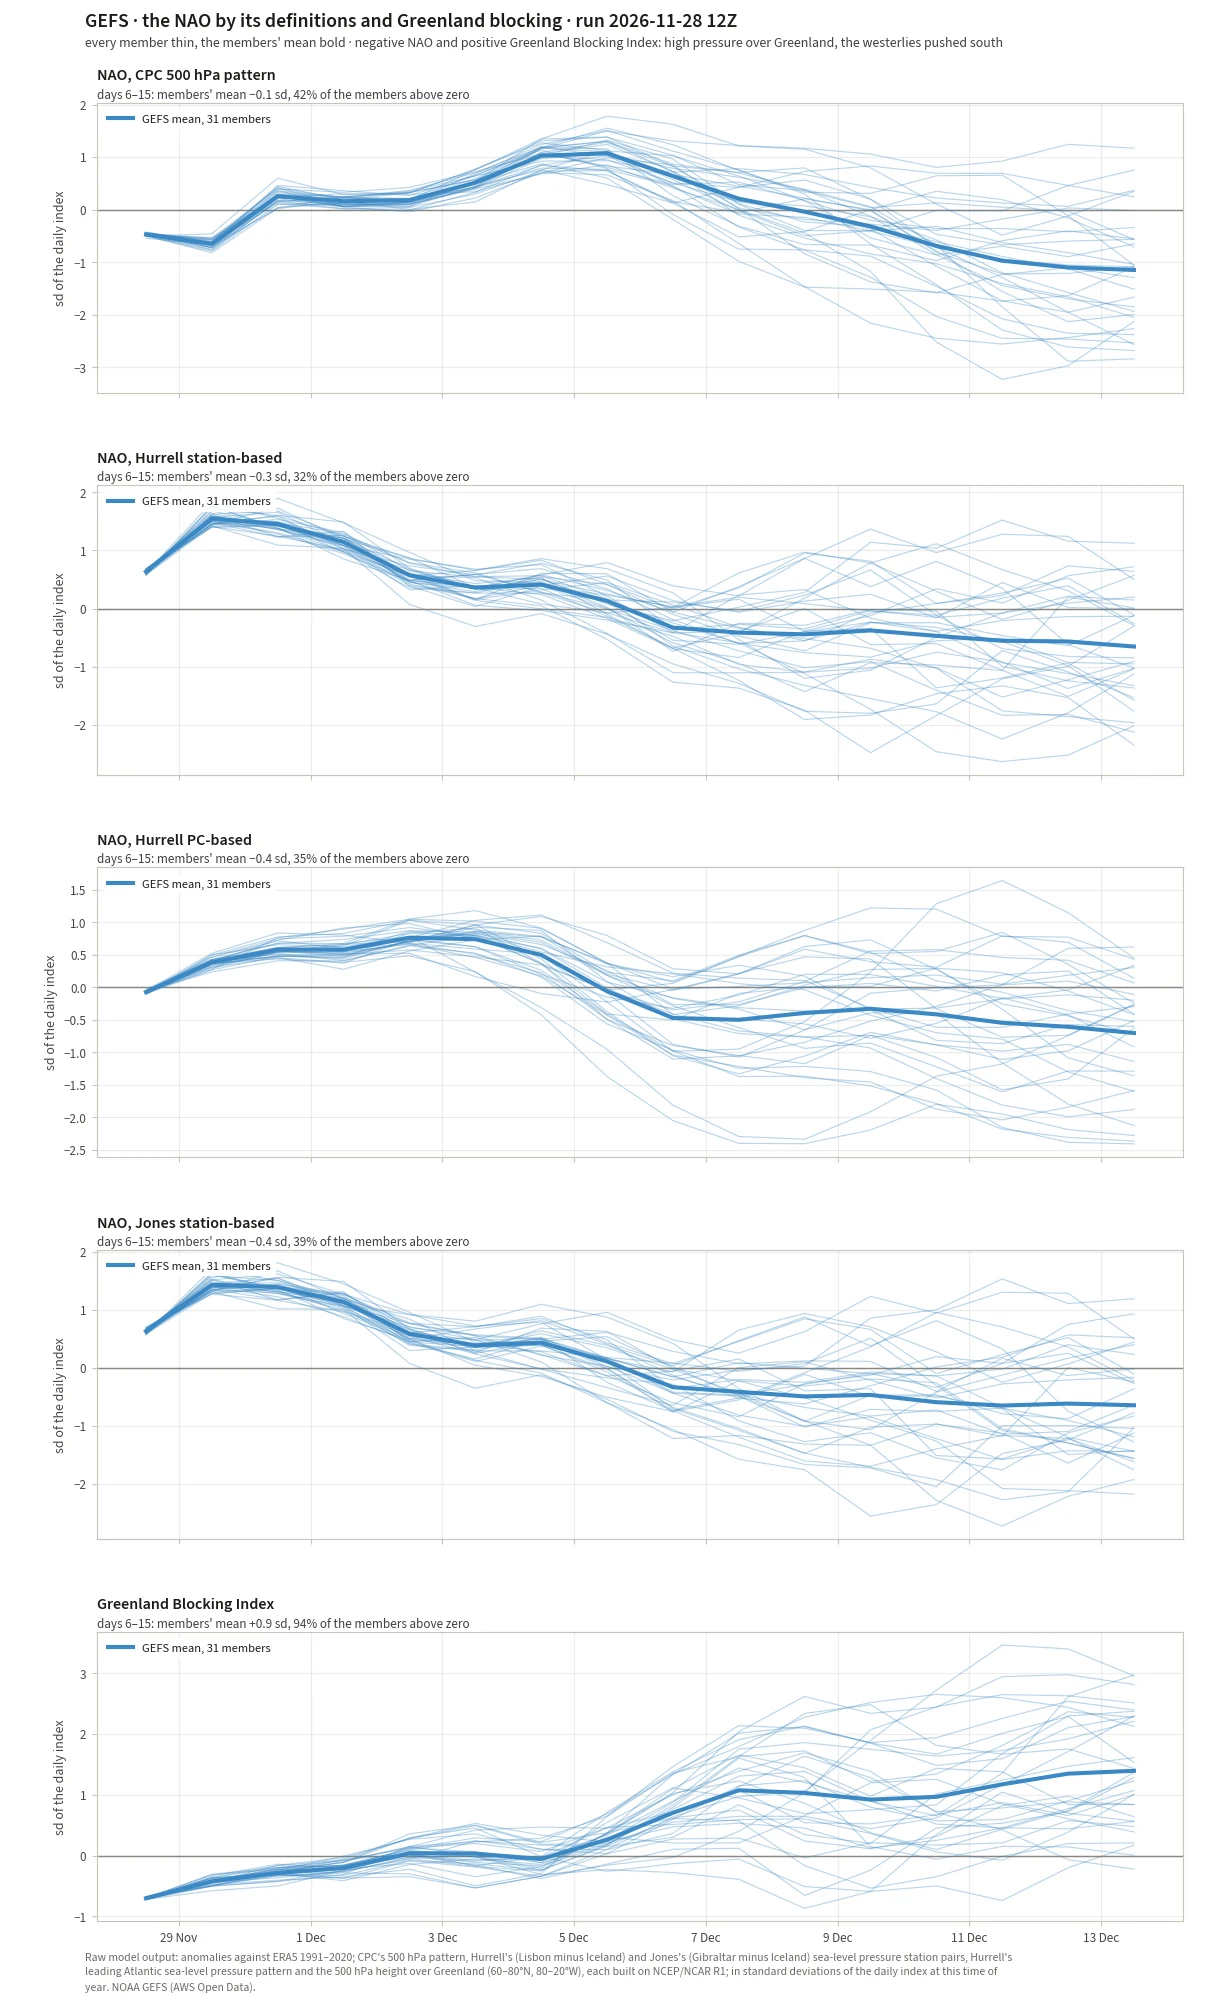 GEFS · the NAO by its definitions and Greenland blocking · run 2026-11-28 12Z
every member thin, the members' mean bold · negative NAO and positive Greenland Blocking Index: high pressure over Greenland, the westerlies pushed south
NAO, CPC 500 hPa pattern
days 6–15: members' mean −0.1 sd, 42% of the members above zero
GEFS mean, 31 members
sd of the daily index
2
1
0
−1
−2
−3
NAO, Hurrell station-based
days 6–15: members' mean −0.3 sd, 32% of the members above zero
GEFS mean, 31 members
sd of the daily index
2
1
0
−1
−2
NAO, Hurrell PC-based
days 6–15: members' mean −0.4 sd, 35% of the members above zero
GEFS mean, 31 members
sd of the daily index
1.5
1.0
0.5
0.0
−0.5
−1.0
−1.5
−2.0
−2.5
NAO, Jones station-based
days 6–15: members' mean −0.4 sd, 39% of the members above zero
GEFS mean, 31 members
sd of the daily index
2
1
0
−1
−2
Greenland Blocking Index
days 6–15: members' mean +0.9 sd, 94% of the members above zero
GEFS mean, 31 members
sd of the daily index
3
2
1
0
−1
29 Nov 1 Dec 3 Dec 5 Dec 7 Dec 9 Dec 11 Dec 13 Dec
Raw model output: anomalies against ERA5 1991–2020; CPC's 500 hPa pattern, Hurrell's (Lisbon minus Iceland) and Jones's (Gibraltar minus Iceland) sea-level pressure station pairs, Hurrell's
leading Atlantic sea-level pressure pattern and the 500 hPa height over Greenland (60–80°N, 80–20°W), each built on NCEP/NCAR R1; in standard deviations of the daily index at this time of
year. NOAA GEFS (AWS Open Data).